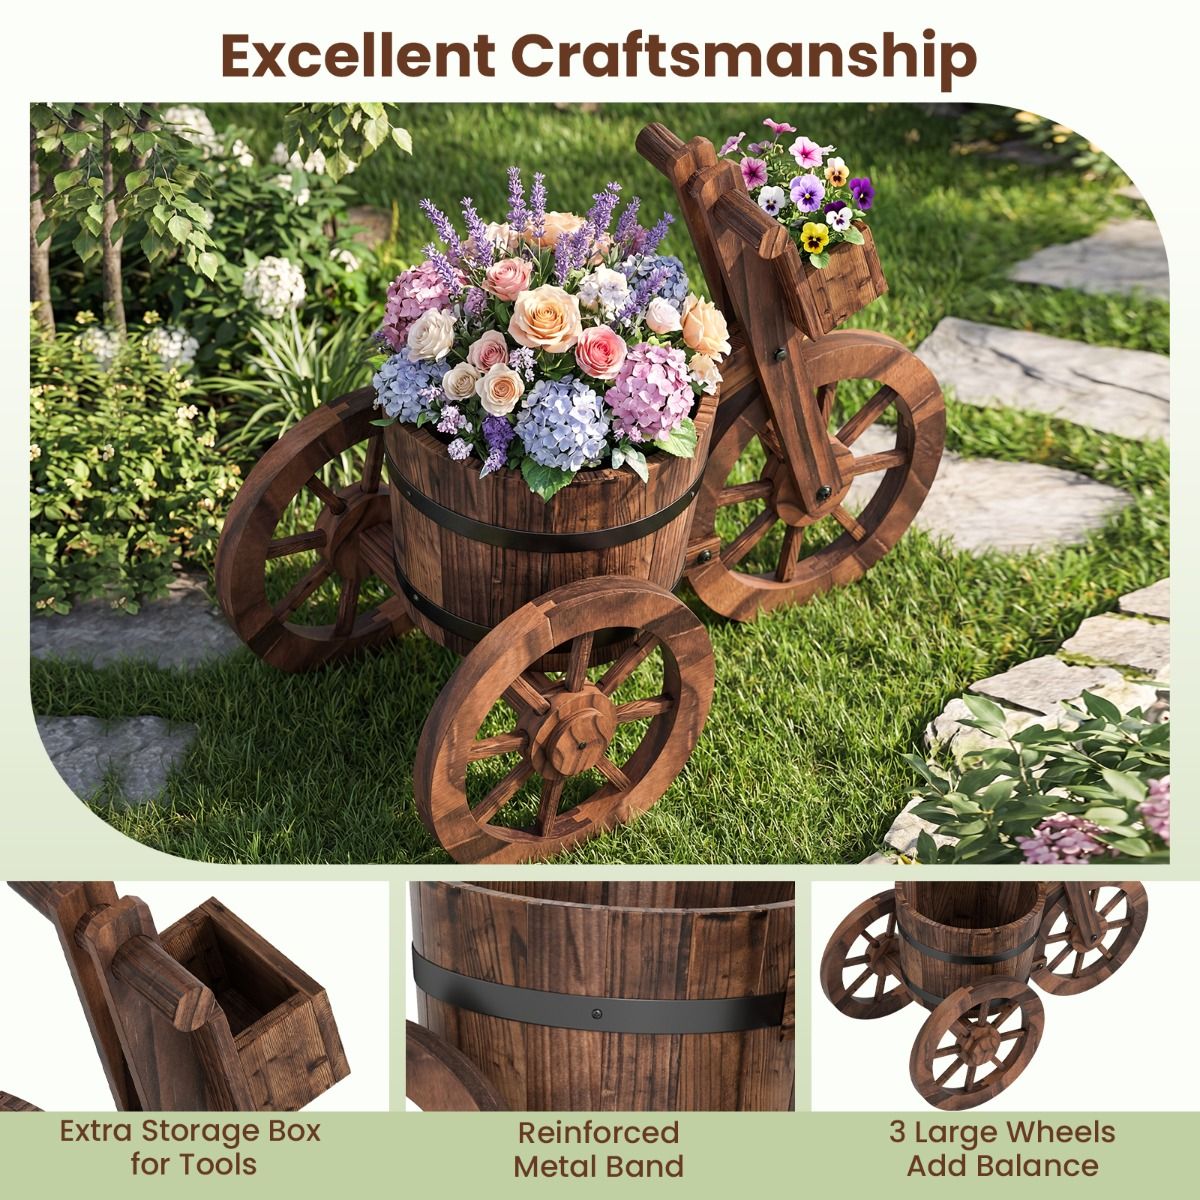 Excellent Craftsmanship
Extra Storage Box
for Tools
Reinforced
Metal Band
3 Large Wheels
Add Balance